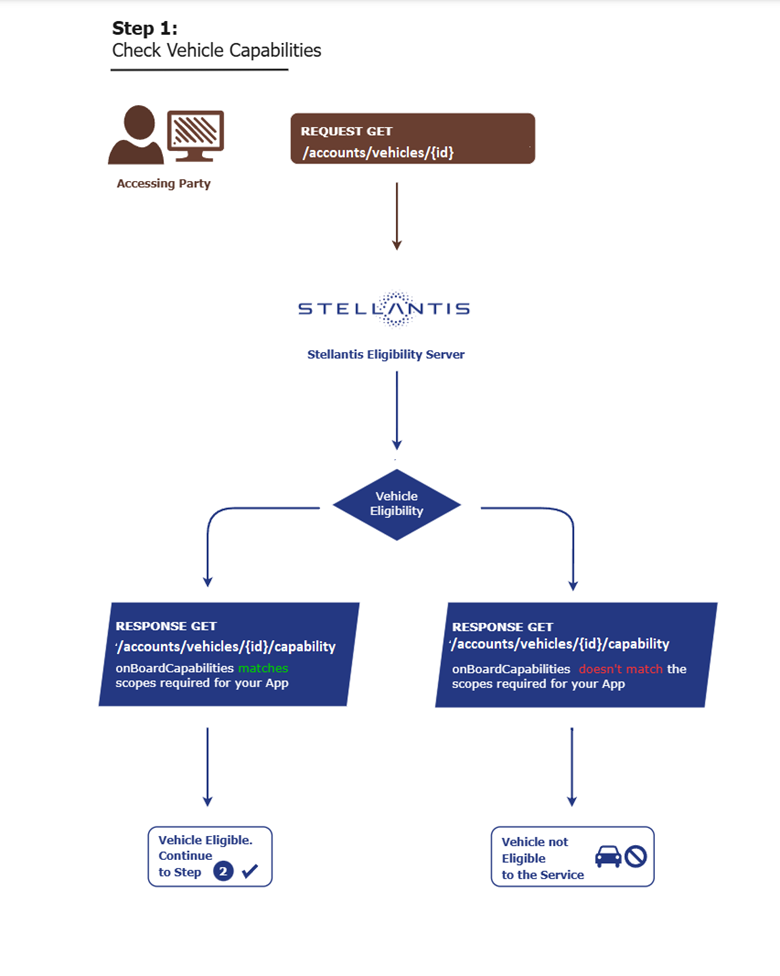 Step 1:
Check Vehicle Capabilities
REQUEST GET
/accounts/vehicles/{id}
Accessing Party
STELLANTIS
Stellantis Eligibility Server
Vehicle
Eligibility
RESPONSE GET
/accounts/vehicles/{id}/capability
onBoardCapabilities matches
scopes required for your App
RESPONSE GET
/accounts/vehicles/{id}/capability
onBoardCapabilities doesn't match the
scopes required for your App
Vehicle Eligible.
Continue
to Step 2
Vehicle not
Eligible
to the Service